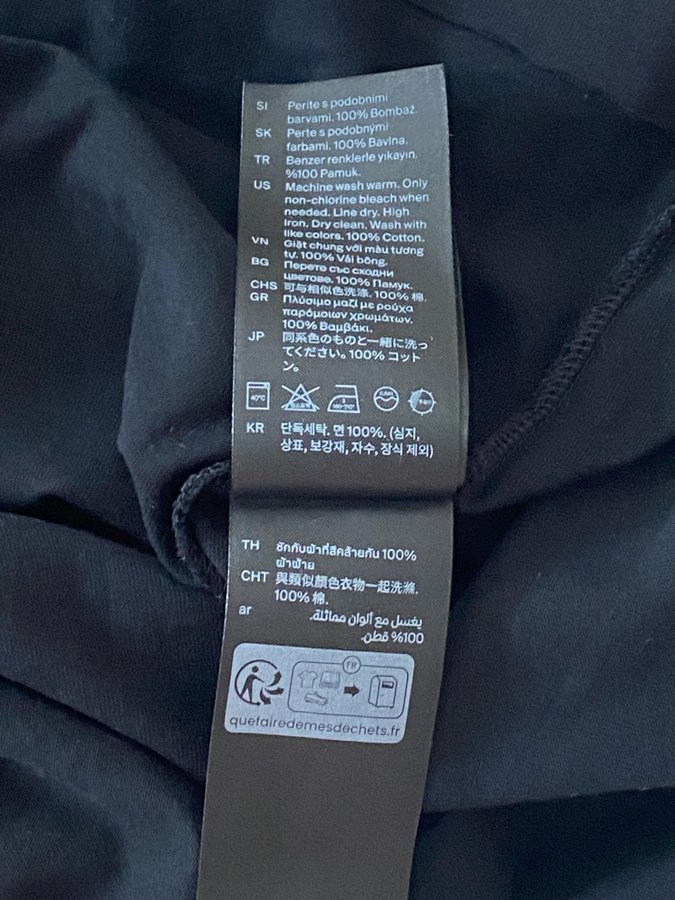 SI Perite s podobnimi
barvami. 100% Bombaž.
SK Perte s podobnými
farbami. 100% Bavlna.
TR Benzer renklerle yıkayın.
%100 Pamuk.
US Machine wash warm. Only
non-chlorine bleach when
needed. Line dry. High
iron. Dry clean. Wash with
like colors. 100% Cotton.
VN Giặt chung với màu tương
tự. 100% Vải bông.
BG Перете със сходни
цветове. 100% Памук.
CHS 可与相似色洗涤. 100% 棉.
GR Πλύσιμο μαζί με ρούχα
παρόμοιων χρωμάτων.
100% Βαμβάκι.
JP 同系色のものと一緒に洗っ
てください。100% コット
ン。
40°C
KR 단독세탁. 면 100%. (심지,
상표, 보강재, 자수, 장식 제외)
TH ซักกับผ้าที่สีคล้ายกัน 100%
ผ้าฝ้าย
CHT 與類似顏色衣物一起洗滌.
100% 棉.
ar يغسل مع ألوان مماثلة.
100% قطن.
FR
quefairedemesdechets.fr